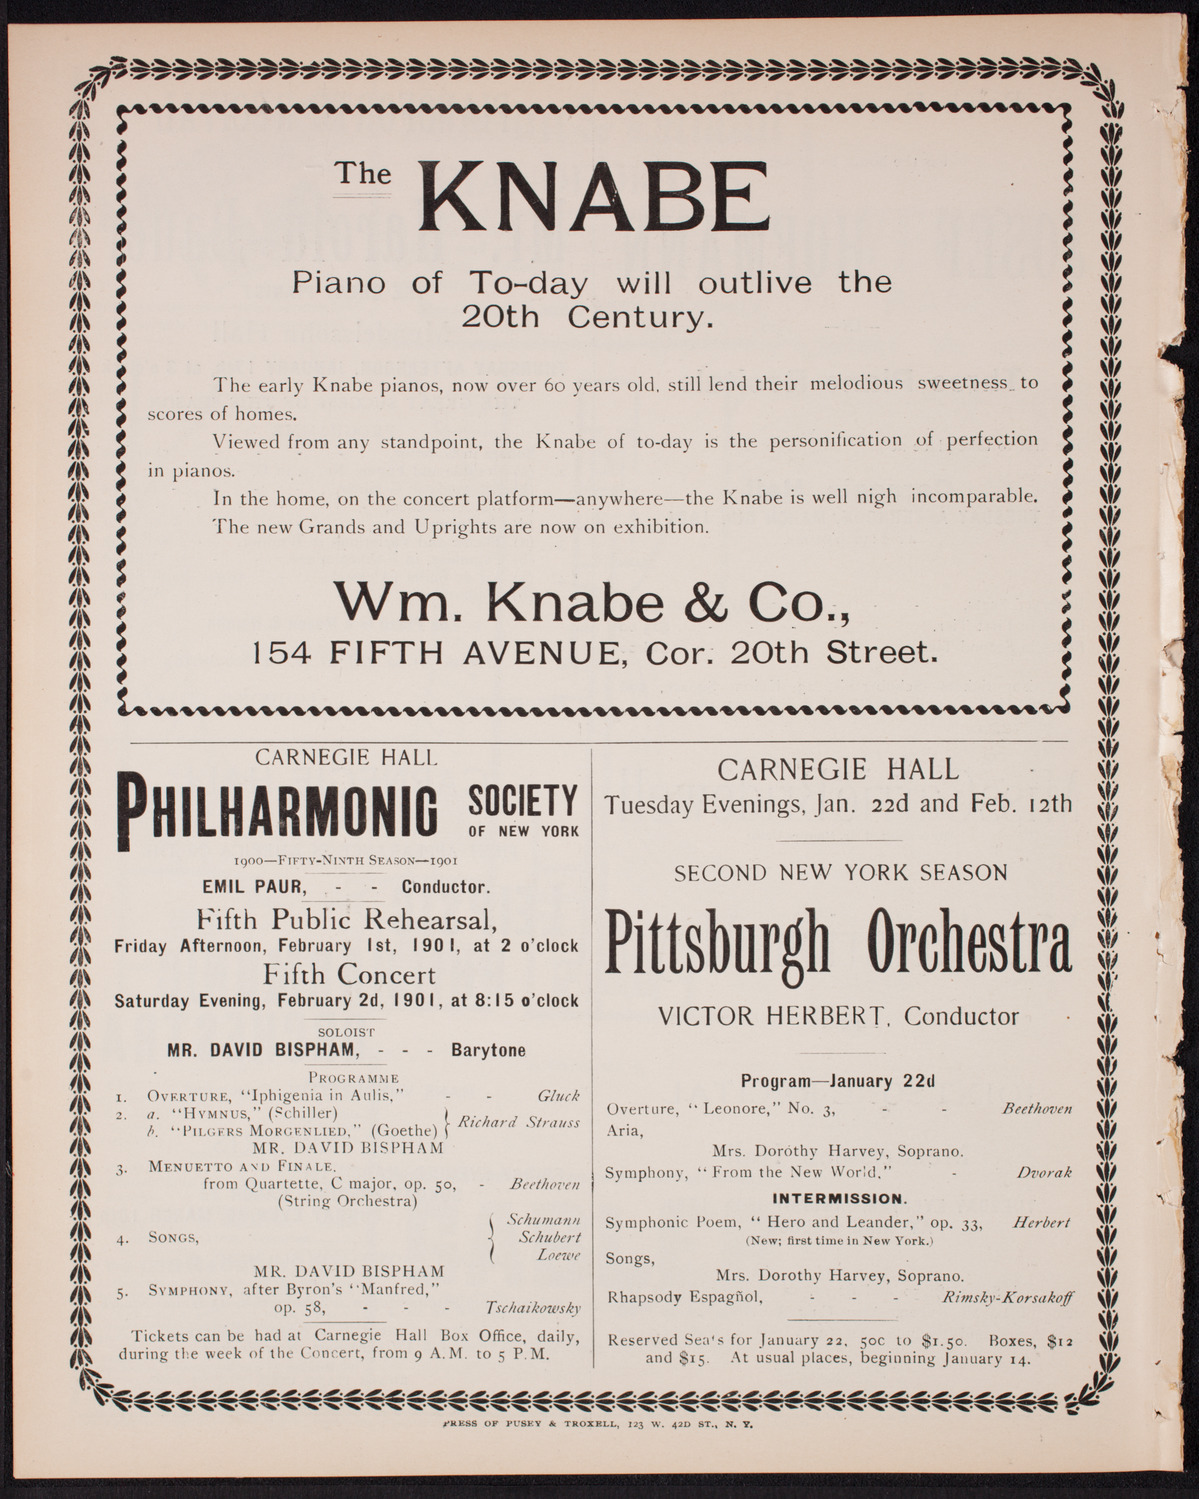 The KNABE
Piano of To-day will outlive the
20th Century.
The early Knabe pianos, now over 60 years old, still lend their melodious sweetness to
scores of homes.
Viewed from any standpoint, the Knabe of to-day is the personification of perfection
in pianos.
In the home, on the concert platform—anywhere—the Knabe is well nigh incomparable.
The new Grands and Uprights are now on exhibition.
Wm. Knabe & Co.,
154 FIFTH AVENUE, Cor. 20th Street.
CARNEGIE HALL
PHILHARMONIC SOCIETY
OF NEW YORK
1900—FIFTY-NINTH SEASON—1901
EMIL PAUR, - - Conductor.
Fifth Public Rehearsal,
Friday Afternoon, February 1st, 1901, at 2 o'clock
Fifth Concert
Saturday Evening, February 2d, 1901, at 8:15 o'clock
SOLOIST
MR. DAVID BISPHAM, - - - Barytone
PROGRAMME
1. OVERTURE, "Iphigenia in Aulis," - - Gluck
2. a. "HYMNUS," (Schiller)
b. "PILGERS MORGENLIED," (Goethe) } Richard Strauss
MR. DAVID BISPHAM
3. MENUETTO AND FINALE,
from Quartette, C major, op. 50, - Beethoven
(String Orchestra)
4. SONGS, { Schumann
Schubert
Loewe
MR. DAVID BISPHAM
5. SYMPHONY, after Byron's "Manfred,"
op. 58, - - - Tschaikowsky
Tickets can be had at Carnegie Hall Box Office, daily,
during the week of the Concert, from 9 A.M. to 5 P.M.
CARNEGIE HALL
Tuesday Evenings, Jan. 22d and Feb. 12th
SECOND NEW YORK SEASON
Pittsburgh Orchestra
VICTOR HERBERT, Conductor
Program—January 22d
Overture, "Leonore," No. 3, - - Beethoven
Aria,
Mrs. Dorothy Harvey, Soprano.
Symphony, "From the New World," - Dvorak
INTERMISSION.
Symphonic Poem, "Hero and Leander," op. 33, Herbert
(New; first time in New York.)
Songs,
Mrs. Dorothy Harvey, Soprano.
Rhapsody Espagñol, - - - Rimsky-Korsakoff
Reserved Seats for January 22, 50c to $1.50. Boxes, $12
and $15. At usual places, beginning January 14.
PRESS OF PUSEY & TROXELL, 123 W. 42D ST., N. Y.